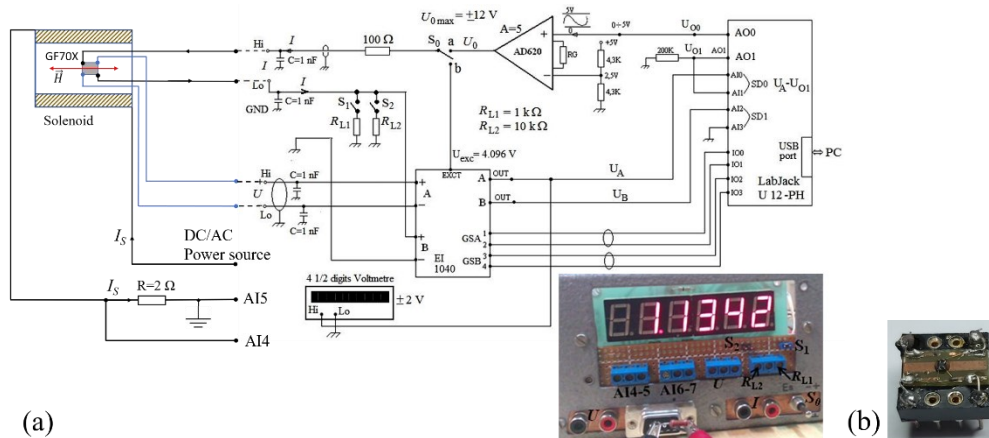 U0 max = ±12 V
5V
0÷5V
UO0
A=5
AD620
RG
+5V
4,3K
2,5V
4,3K
200K
UO1
AO1
AO0
AO1
AI0
SD0
AI1
UA-UO1
AI2
SD1
AI3
IO0
IO1
IO2
IO3
USB
port
⇔ PC
LabJack
U 12-PH
GF70X
H
Solenoid
Hi
I
C=1 nF
100 Ω
S0
a
U0
b
I
Lo
I
GND
C=1 nF
S1
S2
RL1
RL2
RL1 = 1 k Ω
RL2 = 10 k Ω
Uexc= 4.096 V
EXCT
Hi
U
Lo
C=1 nF
C=1 nF
+
A
−
+
B
−
EI
1040
A
OUT
UA
B
OUT
UB
1
GSA
2
3
GSB
4
IS
DC/AC
Power source
IS
R=2 Ω
AI5
AI4
4 1/2 digits Voltmetre
Hi
Lo
± 2 V
1.1342
S2
S1
AI4-5
AI6-7
U
RL2
RL1
U
I
E
S0
(a)
(b)